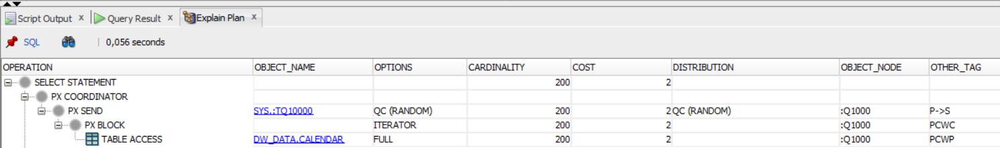 Script Output x Query Result x Explain Plan x
SQL 0,056 seconds
OPERATION OBJECT_NAME OPTIONS CARDINALITY COST DISTRIBUTION OBJECT_NODE OTHER_TAG
SELECT STATEMENT 200 2
PX COORDINATOR
PX SEND SYS.:TQ10000 QC (RANDOM) 200 2 QC (RANDOM) :Q1000 P->S
PX BLOCK ITERATOR 200 2 :Q1000 PCWC
TABLE ACCESS DW_DATA.CALENDAR FULL 200 2 :Q1000 PCWP